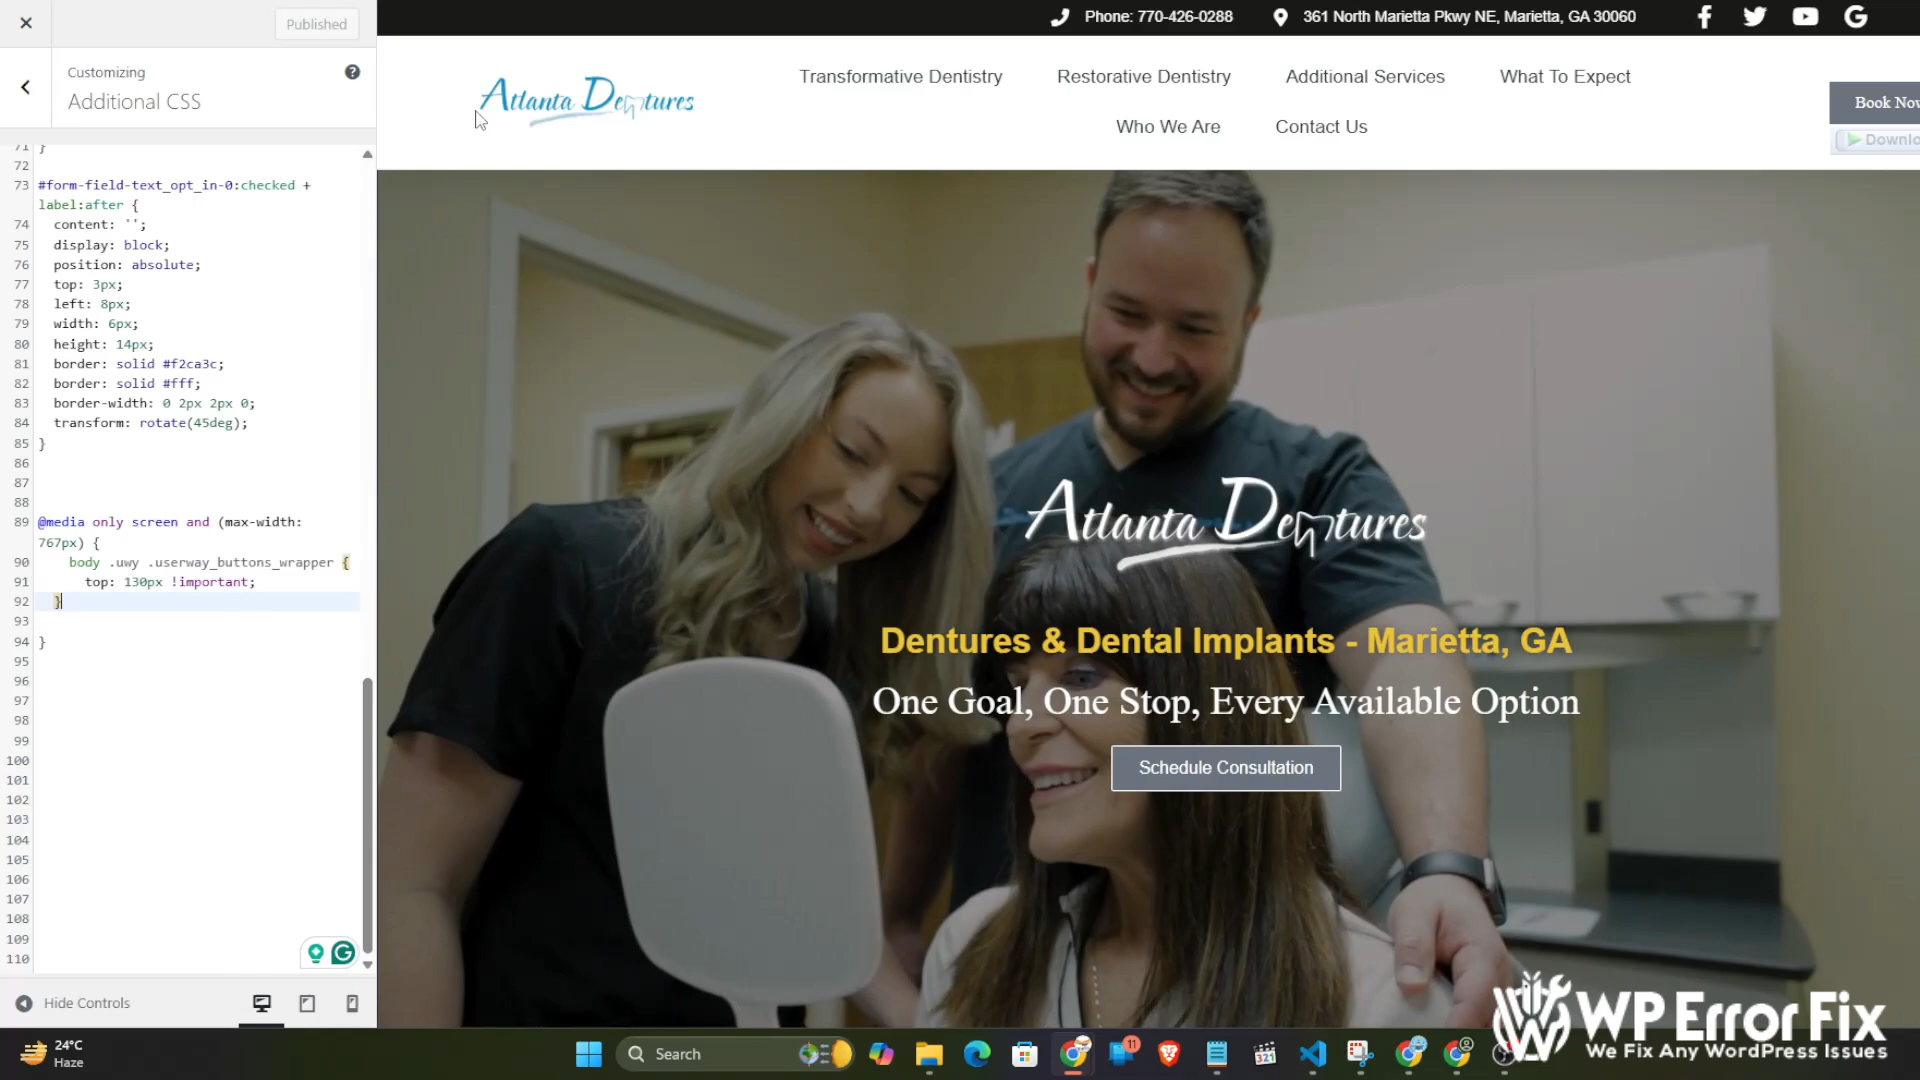 Published
Customizing
Additional CSS
71 }
72
73 #form-field-text_opt_in-0:checked +
label:after {
74 content: '';
75 display: block;
76 position: absolute;
77 top: 3px;
78 left: 8px;
79 width: 6px;
80 height: 14px;
81 border: solid #f2ca3c;
82 border: solid #fff;
83 border-width: 0 2px 2px 0;
84 transform: rotate(45deg);
85 }
86
87
88
89 @media only screen and (max-width:
767px) {
90 body .uwy .userway_buttons_wrapper {
91 top: 130px !important;
92 }
93
94 }
95
96
97
98
99
100
101
102
103
104
105
106
107
108
109
110
Hide Controls
Phone: 770-426-0288 361 North Marietta Pkwy NE, Marietta, GA 30060
Atlanta Dentures
Transformative Dentistry Restorative Dentistry Additional Services What To Expect
Who We Are Contact Us
Book Now
Downlo
Atlanta Dentures
Dentures & Dental Implants - Marietta, GA
One Goal, One Stop, Every Available Option
Schedule Consultation
WP Error Fix
We Fix Any WordPress Issues
24°C
Haze
Search
11
321